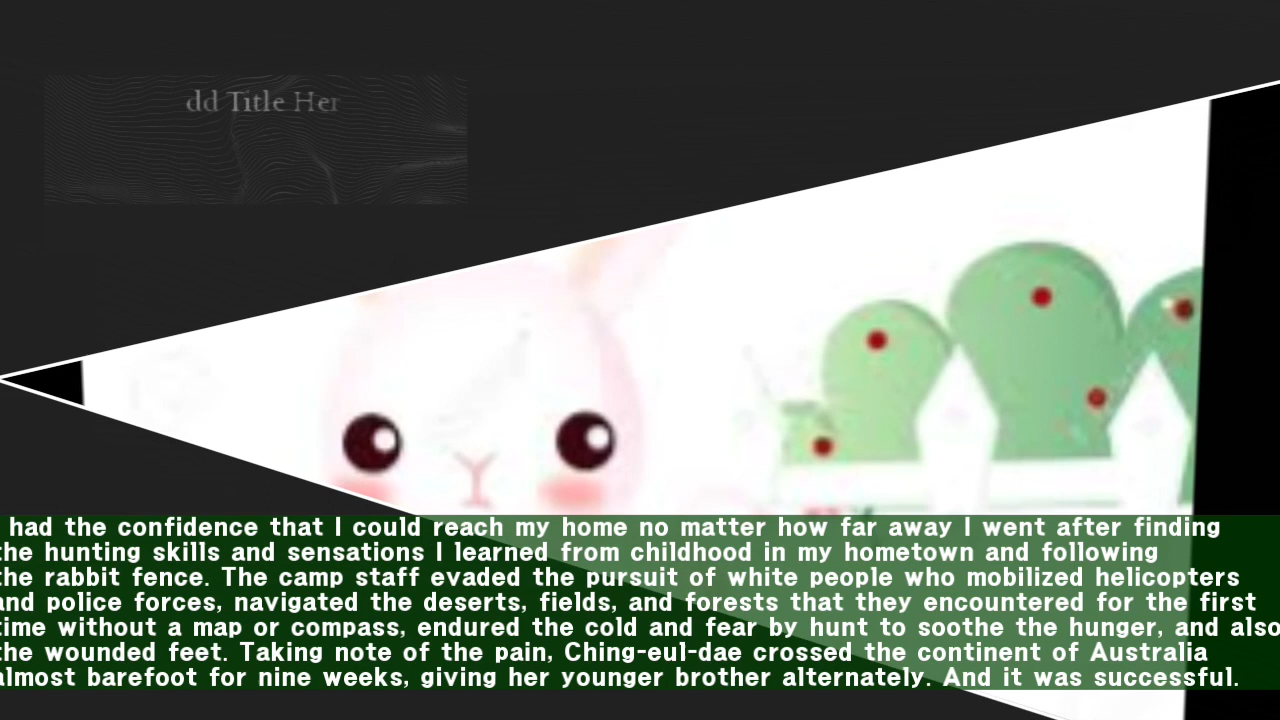 dd Title Her
had the confidence that I could reach my home no matter how far away I went after finding
the hunting skills and sensations I learned from childhood in my hometown and following
the rabbit fence. The camp staff evaded the pursuit of white people who mobilized helicopters
and police forces, navigated the deserts, fields, and forests that they encountered for the first
time without a map or compass, endured the cold and fear by hunt to soothe the hunger, and also
the wounded feet. Taking note of the pain, Ching-eul-dae crossed the continent of Australia
almost barefoot for nine weeks, giving her younger brother alternately. And it was successful.